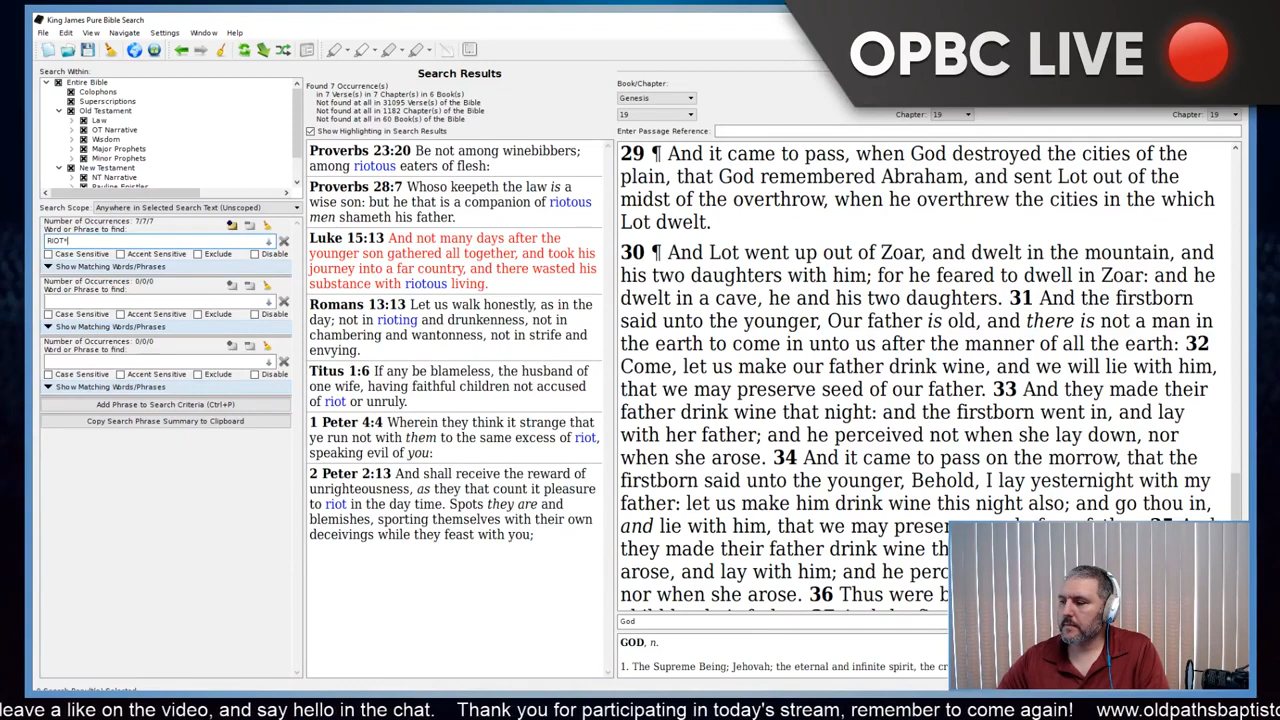 King James Pure Bible Search
File Edit View Navigate Settings Window Help
OPBC LIVE
Search Within:
Entire Bible
Colophons
Superscriptions
Old Testament
Law
OT Narrative
Wisdom
Major Prophets
Minor Prophets
New Testament
NT Narrative
Pauline Epistles
Search Scope: Anywhere in Selected Search Text (Unscoped)
Number of Occurrences: 7/7/7
Word or Phrase to find:
RIOT*
Case Sensitive Accent Sensitive Exclude Disable
Show Matching Words/Phrases
Number of Occurrences: 0/0/0
Word or Phrase to find:
Case Sensitive Accent Sensitive Exclude Disable
Show Matching Words/Phrases
Number of Occurrences: 0/0/0
Word or Phrase to find:
Case Sensitive Accent Sensitive Exclude Disable
Show Matching Words/Phrases
Add Phrase to Search Criteria (Ctrl+P)
Copy Search Phrase Summary to Clipboard
Search Results
Found 7 Occurrence(s)
in 7 Verse(s) in 7 Chapter(s) in 6 Book(s)
Not found at all in 31095 Verse(s) of the Bible
Not found at all in 1182 Chapter(s) of the Bible
Not found at all in 60 Book(s) of the Bible
Show Highlighting in Search Results
Proverbs 23:20 Be not among winebibbers;
among riotous eaters of flesh:
Proverbs 28:7 Whoso keepeth the law is a
wise son: but he that is a companion of riotous
men shameth his father.
Luke 15:13 And not many days after the
younger son gathered all together, and took his
journey into a far country, and there wasted his
substance with riotous living.
Romans 13:13 Let us walk honestly, as in the
day; not in rioting and drunkenness, not in
chambering and wantonness, not in strife and
envying.
Titus 1:6 If any be blameless, the husband of
one wife, having faithful children not accused
of riot or unruly.
1 Peter 4:4 Wherein they think it strange that
ye run not with them to the same excess of riot,
speaking evil of you:
2 Peter 2:13 And shall receive the reward of
unrighteousness, as they that count it pleasure
to riot in the day time. Spots they are and
blemishes, sporting themselves with their own
deceivings while they feast with you;
Book/Chapter:
Genesis
19 Chapter: 19 Chapter: 19
Enter Passage Reference:
29 ¶ And it came to pass, when God destroyed the cities of the
plain, that God remembered Abraham, and sent Lot out of the
midst of the overthrow, when he overthrew the cities in the which
Lot dwelt.
30 ¶ And Lot went up out of Zoar, and dwelt in the mountain, and
his two daughters with him; for he feared to dwell in Zoar: and he
dwelt in a cave, he and his two daughters. 31 And the firstborn
said unto the younger, Our father is old, and there is not a man in
the earth to come in unto us after the manner of all the earth: 32
Come, let us make our father drink wine, and we will lie with him,
that we may preserve seed of our father. 33 And they made their
father drink wine that night: and the firstborn went in, and lay
with her father; and he perceived not when she lay down, nor
when she arose. 34 And it came to pass on the morrow, that the
firstborn said unto the younger, Behold, I lay yesternight with my
father: let us make him drink wine this night also; and go thou in,
and lie with him, that we may preser
they made their father drink wine th
arose, and lay with him; and he perc
nor when she arose. 36 Thus were b
God
GOD, n.
1. The Supreme Being; Jehovah; the eternal and infinite spirit, the cr
leave a like on the video, and say hello in the chat. Thank you for participating in today's stream, remember to come again! www.oldpathsbaptist